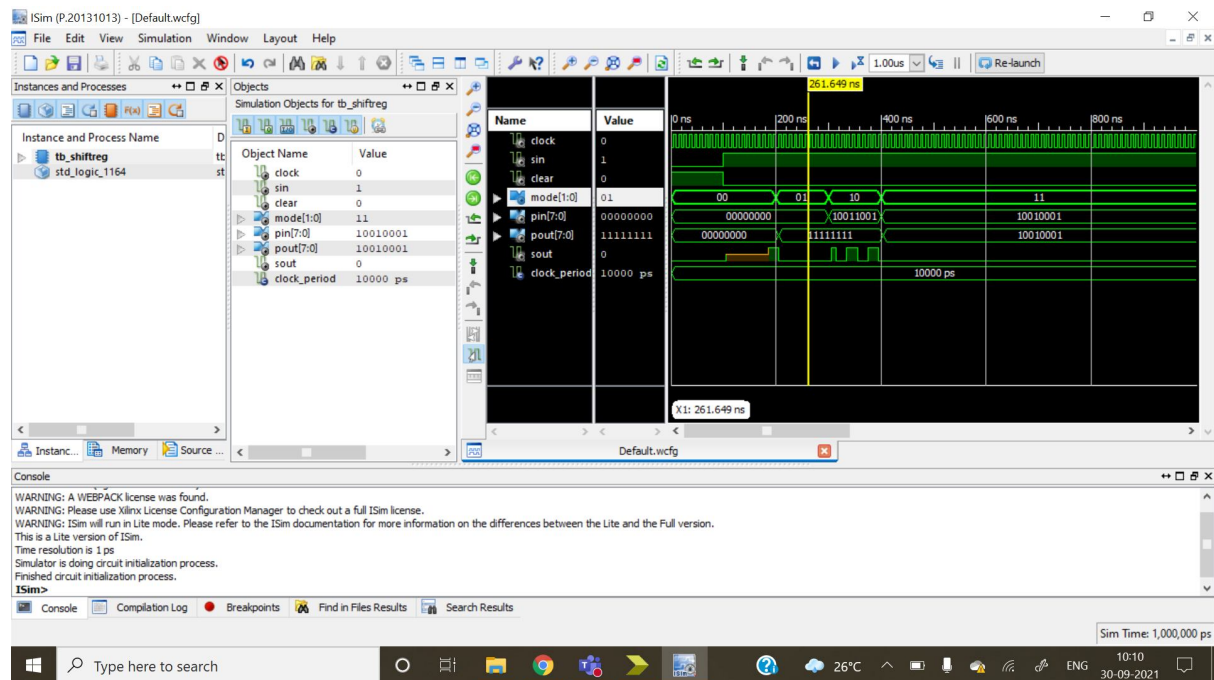 ISim (P.20131013) - [Default.wcfg]
File Edit View Simulation Window Layout Help
1.00us
Re-launch
Instances and Processes
Instance and Process Name D
tb_shiftreg tb
std_logic_1164 st
Instanc... Memory Source ...
Objects
Simulation Objects for tb_shiftreg
Object Name Value
clock 0
sin 1
clear 0
mode[1:0] 11
pin[7:0] 10010001
pout[7:0] 10010001
sout 0
clock_period 10000 ps
261.649 ns
Name Value 0 ns 200 ns 400 ns 600 ns 800 ns
clock 0
sin 1
clear 0
mode[1:0] 01 00 01 10 11
pin[7:0] 00000000 00000000 10011001 10010001
pout[7:0] 11111111 00000000 11111111 10010001
sout 0
clock_period 10000 ps 10000 ps
X1: 261.649 ns
Default.wcfg
Console
WARNING: A WEBPACK license was found.
WARNING: Please use Xilinx License Configuration Manager to check out a full ISim license.
WARNING: ISim will run in Lite mode. Please refer to the ISim documentation for more information on the differences between the Lite and the Full version.
This is a Lite version of ISim.
Time resolution is 1 ps
Simulator is doing circuit initialization process.
Finished circuit initialization process.
ISim>
Console Compilation Log Breakpoints Find in Files Results Search Results
Sim Time: 1,000,000 ps
Type here to search
26°C
ENG
10:10
30-09-2021